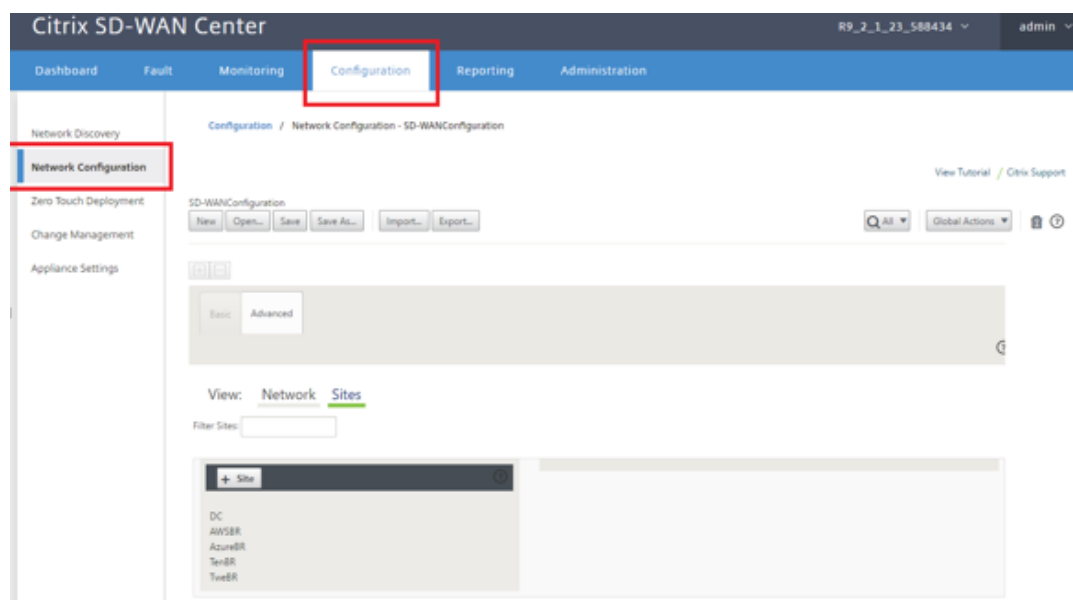 Citrix SD-WAN Center R9_2_1_23_588434 admin
Dashboard Fault Monitoring Configuration Reporting Administration
Network Discovery
Network Configuration
Zero Touch Deployment
Change Management
Appliance Settings
Configuration / Network Configuration - SD-WANConfiguration
View Tutorial / Citrix Support
SD-WANConfiguration
New Open... Save Save As... Import... Export... All Global Actions
Basic Advanced
View: Network Sites
Filter Sites:
+ Site
DC
AWSBR
AzureBR
TenBR
TweBR